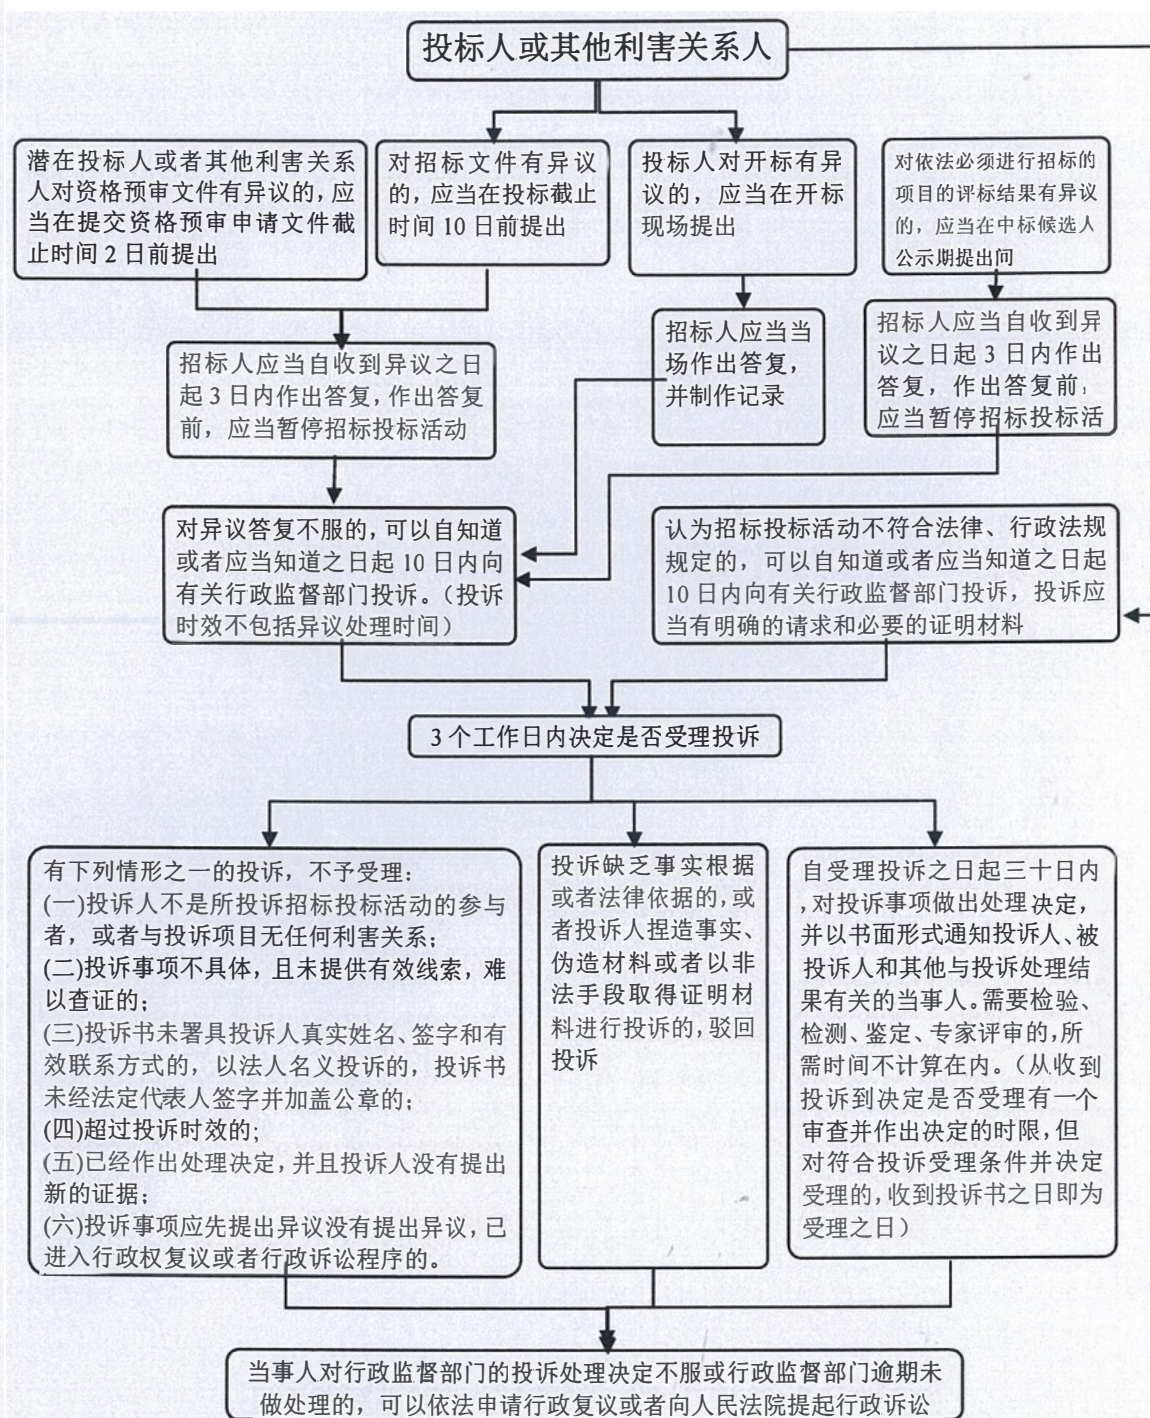 投标人或其他利害关系人
潜在投标人或者其他利害关系
人对资格预审文件有异议的，应
当在提交资格预审申请文件截
止时间 2 日前提出
对招标文件有异议
的，应当在投标截止
时间 10 日前提出
投标人对开标有异
议的，应当在开标
现场提出
对依法必须进行招标的
项目的评标结果有异议
的，应当在中标候选人
公示期提出问
招标人应当自收到异议之日
起 3 日内作出答复，作出答复
前，应当暂停招标投标活动
招标人应当当
场作出答复，
并制作记录
招标人应当自收到异
议之日起 3 日内作出
答复，作出答复前，
应当暂停招标投标活
对异议答复不服的，可以自知道
或者应当知道之日起 10 日内向
有关行政监督部门投诉。（投诉
时效不包括异议处理时间）
认为招标投标活动不符合法律、行政法规
规定的，可以自知道或者应当知道之日起
10 日内向有关行政监督部门投诉，投诉应
当有明确的请求和必要的证明材料
3 个工作日内决定是否受理投诉
有下列情形之一的投诉，不予受理：
(一)投诉人不是所投诉招标投标活动的参与
者，或者与投诉项目无任何利害关系；
(二)投诉事项不具体，且未提供有效线索，难
以查证的；
(三)投诉书未署具投诉人真实姓名、签字和有
效联系方式的，以法人名义投诉的，投诉书
未经法定代表人签字并加盖公章的；
(四)超过投诉时效的；
(五)已经作出处理决定，并且投诉人没有提出
新的证据；
(六)投诉事项应先提出异议没有提出异议，已
进入行政权复议或者行政诉讼程序的。
投诉缺乏事实根据
或者法律依据的，或
者投诉人捏造事实、
伪造材料或者以非
法手段取得证明材
料进行投诉的，驳回
投诉
自受理投诉之日起三十日内
，对投诉事项做出处理决定，
并以书面形式通知投诉人、被
投诉人和其他与投诉处理结
果有关的当事人。需要检验、
检测、鉴定、专家评审的，所
需时间不计算在内。（从收到
投诉到决定是否受理有一个
审查并作出决定的时限，但
对符合投诉受理条件并决定
受理的，收到投诉书之日即为
受理之日）
当事人对行政监督部门的投诉处理决定不服或行政监督部门逾期未
做处理的，可以依法申请行政复议或者向人民法院提起行政诉讼